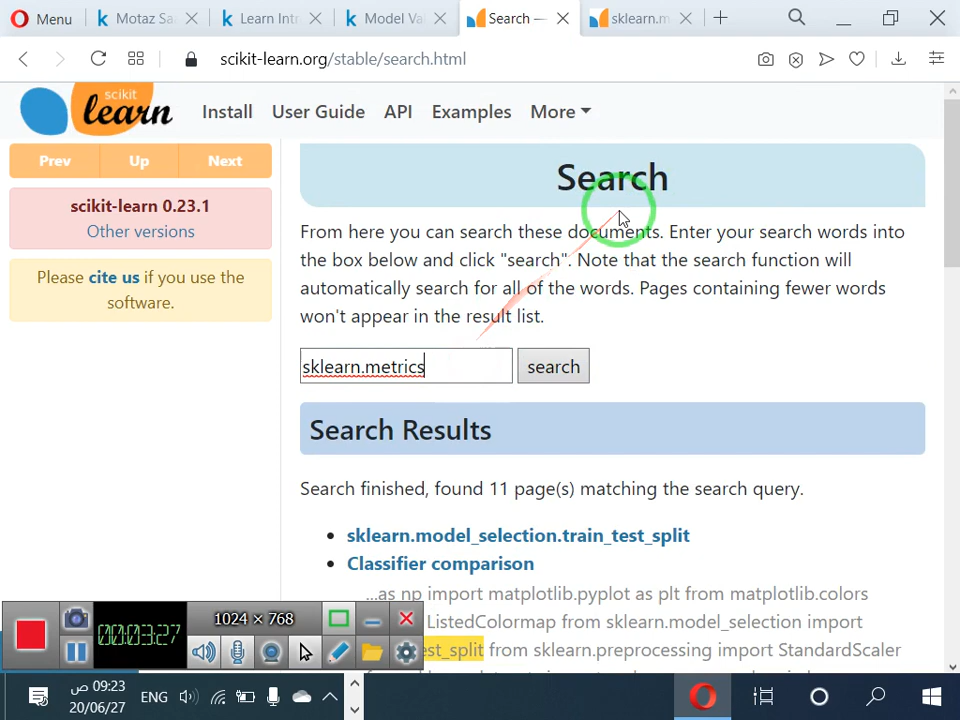 Menu
Motaz Sa
Learn Intr
Model Va
Search —
sklearn.m
scikit-learn.org/stable/search.html
scikit
learn
Install
User Guide
API
Examples
More
Prev
Up
Next
scikit-learn 0.23.1
Other versions
Please cite us if you use the
software.
Search
From here you can search these documents. Enter your search words into
the box below and click "search". Note that the search function will
automatically search for all of the words. Pages containing fewer words
won't appear in the result list.
sklearn.metrics
search
Search Results
Search finished, found 11 page(s) matching the search query.
sklearn.model_selection.train_test_split
Classifier comparison
...as np import matplotlib.pyplot as plt from matplotlib.colors
ListedColormap from sklearn.model_selection import
est_split from sklearn.preprocessing import StandardScaler
1024 × 768
00:03:27
09:23 ص
ENG
20/06/27